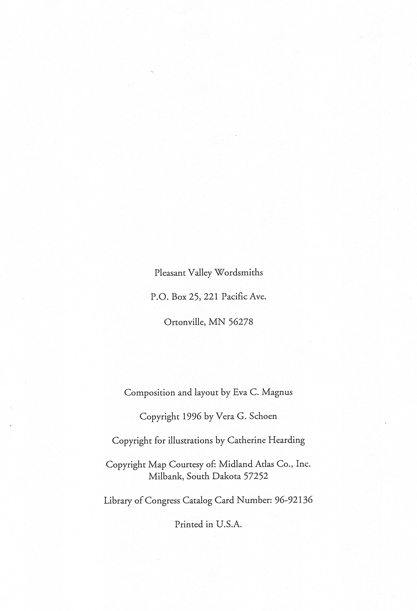 Pleasant Valley Wordsmiths
P.O. Box 25, 221 Pacific Ave.
Ortonville, MN 56278
Composition and layout by Eva C. Magnus
Copyright 1996 by Vera G. Schoen
Copyright for illustrations by Catherine Hearding
Copyright Map Courtesy of: Midland Atlas Co., Inc.
Milbank, South Dakota 57252
Library of Congress Catalog Card Number: 96-92136
Printed in U.S.A.